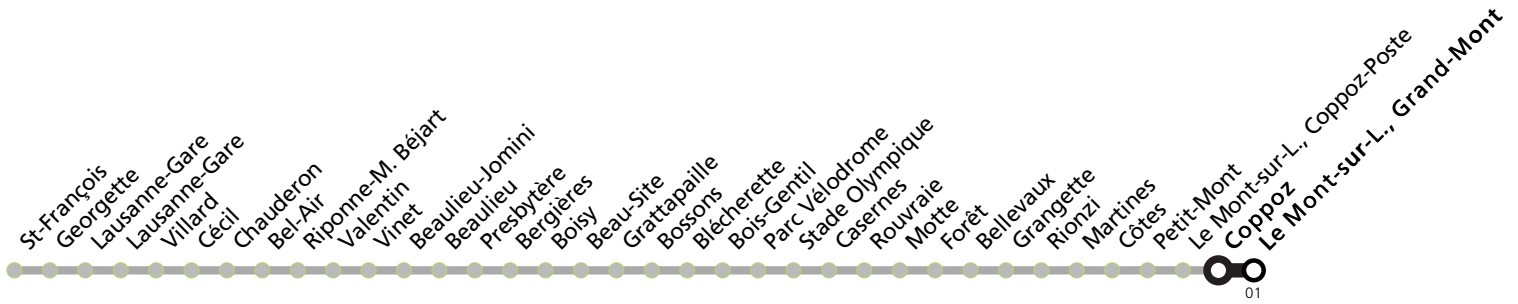 St-François
Georgette
Lausanne-Gare
Lausanne-Gare
Villard
Cécil
Chauderon
Bel-Air
Riponne-M. Béjart
Valentin
Vinet
Beaulieu-Jomini
Beaulieu
Presbytère
Bergières
Boisy
Beau-Site
Grattapaille
Bossons
Blécherette
Bois-Gentil
Parc Vélodrome
Stade Olympique
Casernes
Rouvraie
Motte
Forêt
Bellevaux
Grangette
Rionzi
Martines
Côtes
Petit-Mont
Le Mont-sur-L., Coppoz-Poste
Coppoz
Le Mont-sur-L., Grand-Mont
01